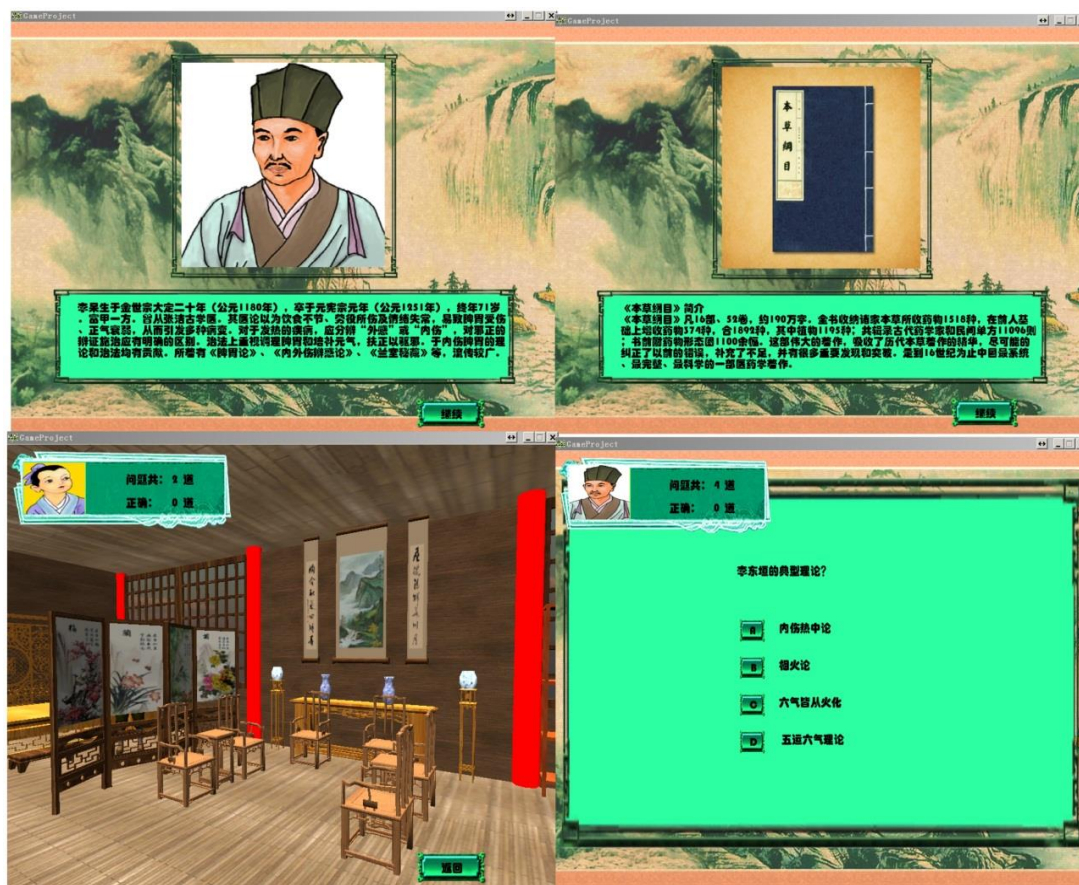 GameProject
李杲生于金世宗大定二十年（公元1180年），卒于元宪宗元年（公元1251年），终年71岁
，富甲一方，皆从张洁古学医。其医论以为饮食不节、劳役所伤及情绪失常，易致脾胃受伤
、正气衰弱，从而引发多种病变。对于发热的疾病，应分辨“外感”或“内伤”，对邪正的
辩证施治应有明确的区别。治法上重视调理脾胃和培补元气，扶正以驱邪，于内伤脾胃的理
论和治法均有贡献。所著有《脾胃论》、《内外伤辨惑论》、《兰室秘藏》等，流传较广。
继续
GameProject
本草綱目
《本草纲目》简介
《本草纲目》凡16部、52卷，约190万字。全书收纳诸家本草所收药物1518种，在前人基
础上增收药物374种，合1892种，其中植物1195种；共辑录古代药学家和民间单方11096则
；书前附药物形态图1100余幅。这部伟大的著作，吸收了历代本草著作的精华，尽可能的
纠正了以前的错误，补充了不足，并有很多重要发现和突破。是到16世纪为止中国最系统
、最完整、最科学的一部医药学著作。
继续
GameProject
问题共： 2 道
正确： 0 道
梅
蘭
返回
GameProject
问题共： 4 道
正确： 0 道
李东垣的典型理论？
A 内伤热中论
B 相火论
C 六气皆从火化
D 五运六气理论